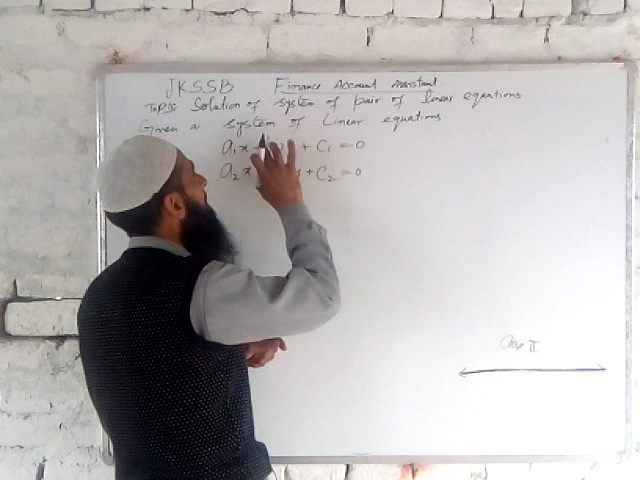 JKSSB Finance Account Assistant
Topic Solution of system of pair of linear equations
Given a system of Linear equations
a₁x + C₁ = 0
a₂x y + C₂ = 0
II